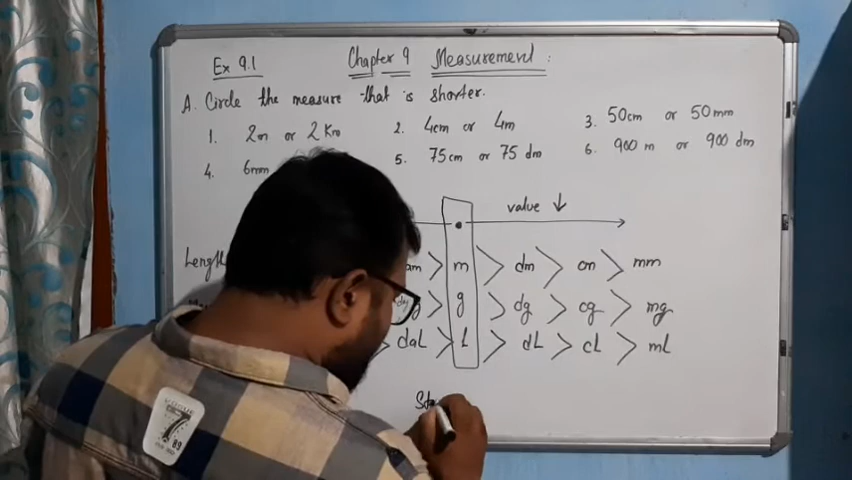 Ex 9.1 Chapter 9 Measurement :
A. Circle the measure that is shorter.
1. 2m or 2 Km 2. 4cm or 4m 3. 50cm or 50mm
4. 6mm 5. 75cm or 75 dm 6. 900 m or 900 dm
value ↓
Length > m > dm > cm > mm
> g > dg > cg > mg
> daL > L > dL > cL > mL
7
89